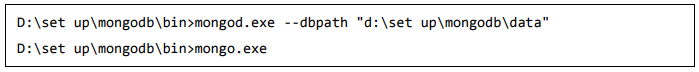 D:\set up\mongodb\bin>mongod.exe --dbpath "d:\set up\mongodb\data"
D:\set up\mongodb\bin>mongo.exe